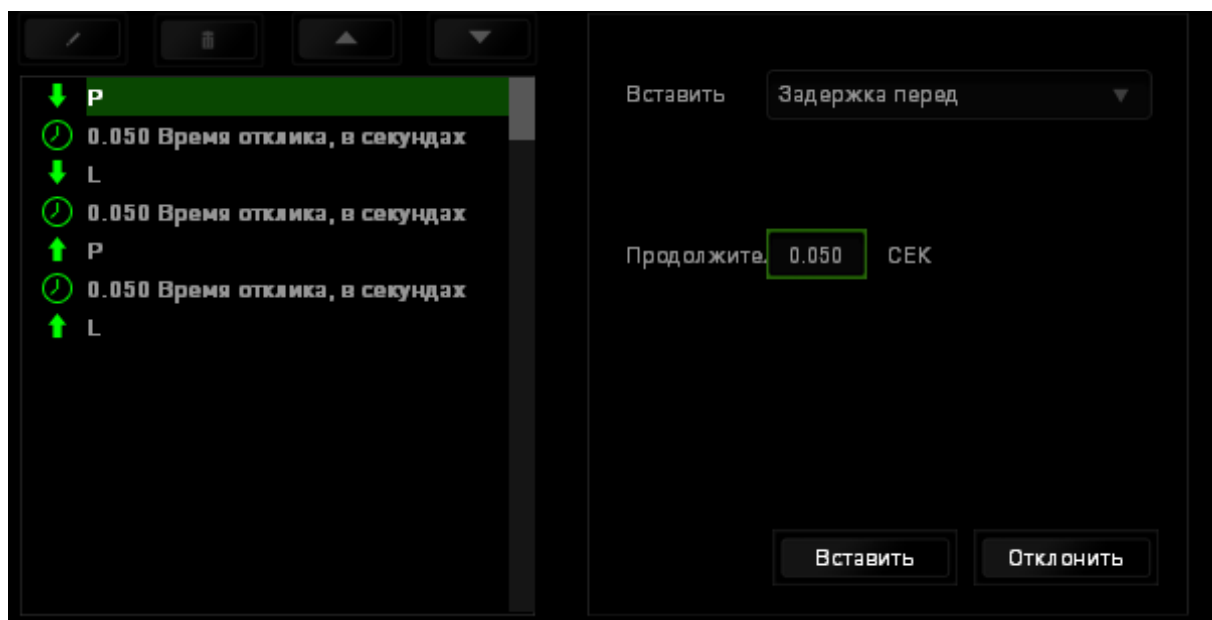 P
0.050 Время отклика, в секундах
L
0.050 Время отклика, в секундах
P
0.050 Время отклика, в секундах
L
Вставить Задержка перед
Продолжите. 0.050 СЕК
Вставить Отклонить